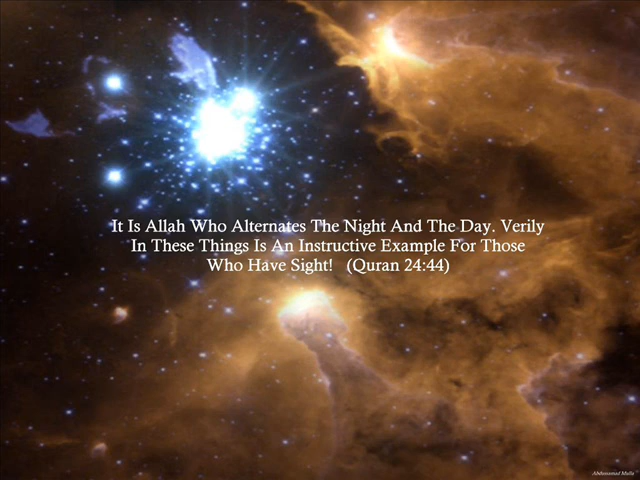 It Is Allah Who Alternates The Night And The Day. Verily
In These Things Is An Instructive Example For Those
Who Have Sight!   (Quran 24:44)